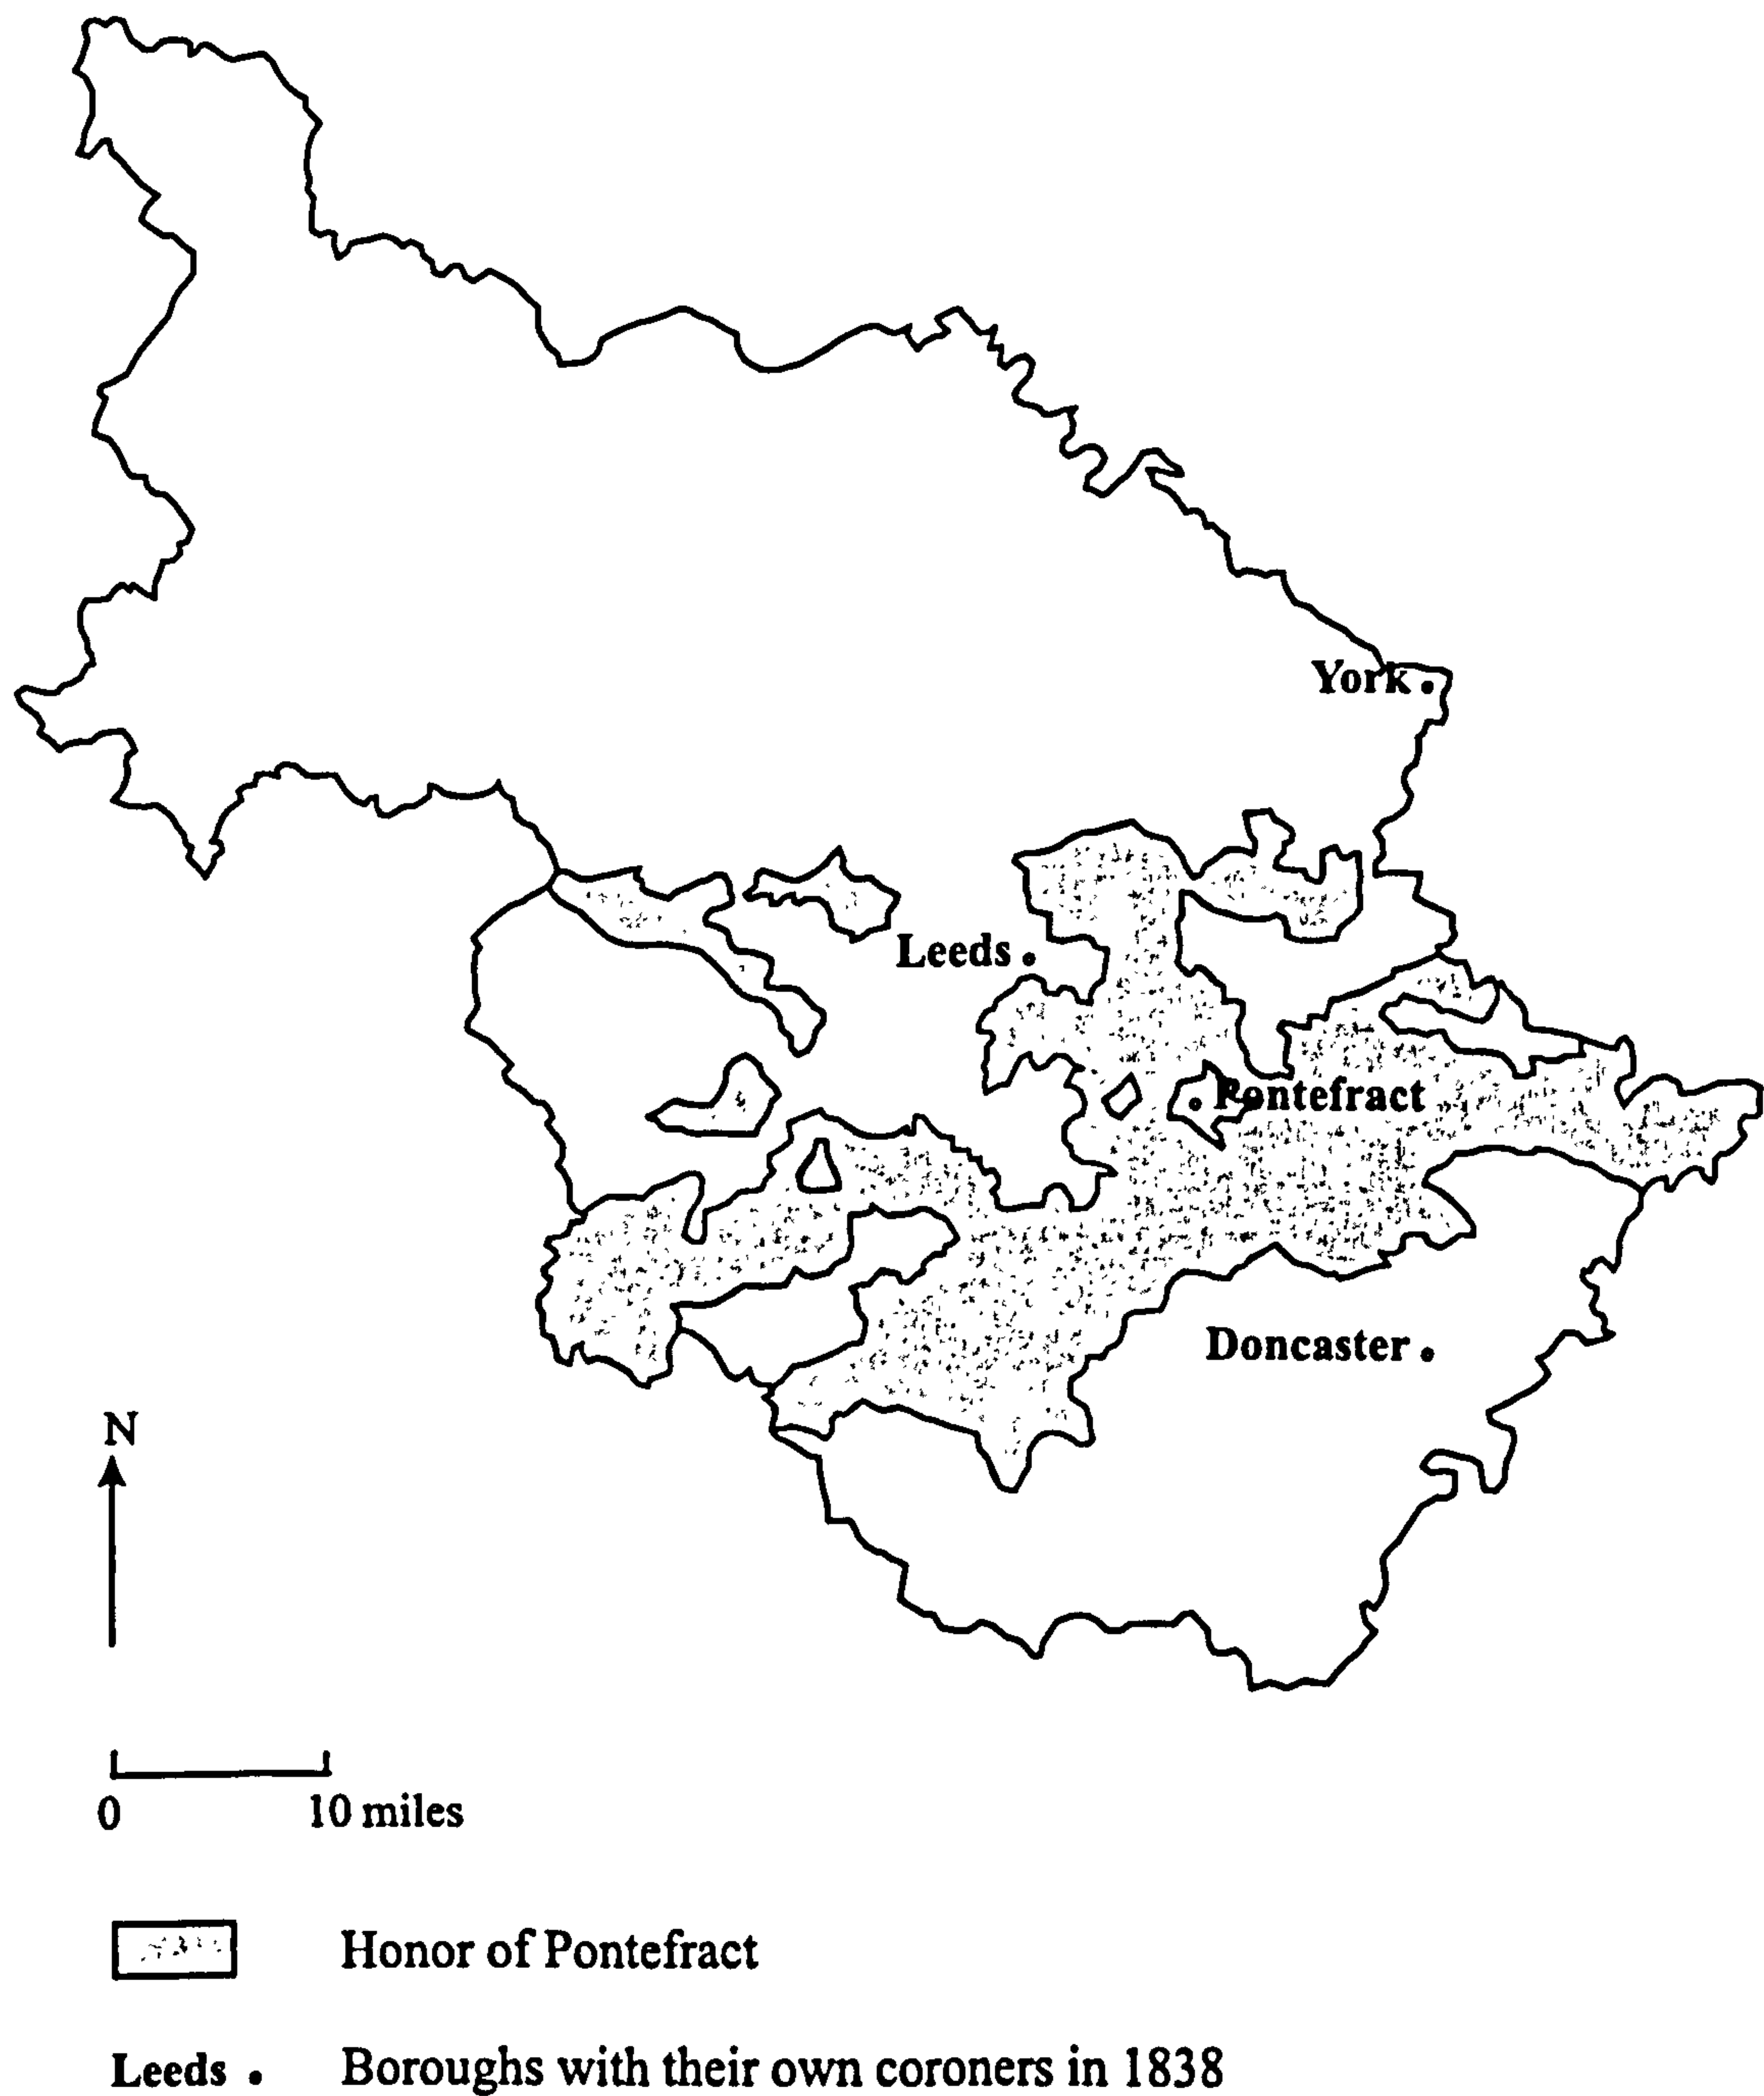 York
Leeds
Pontefract
Doncaster
N
0 10 miles
Honor of Pontefract
Leeds . Boroughs with their own coroners in 1838